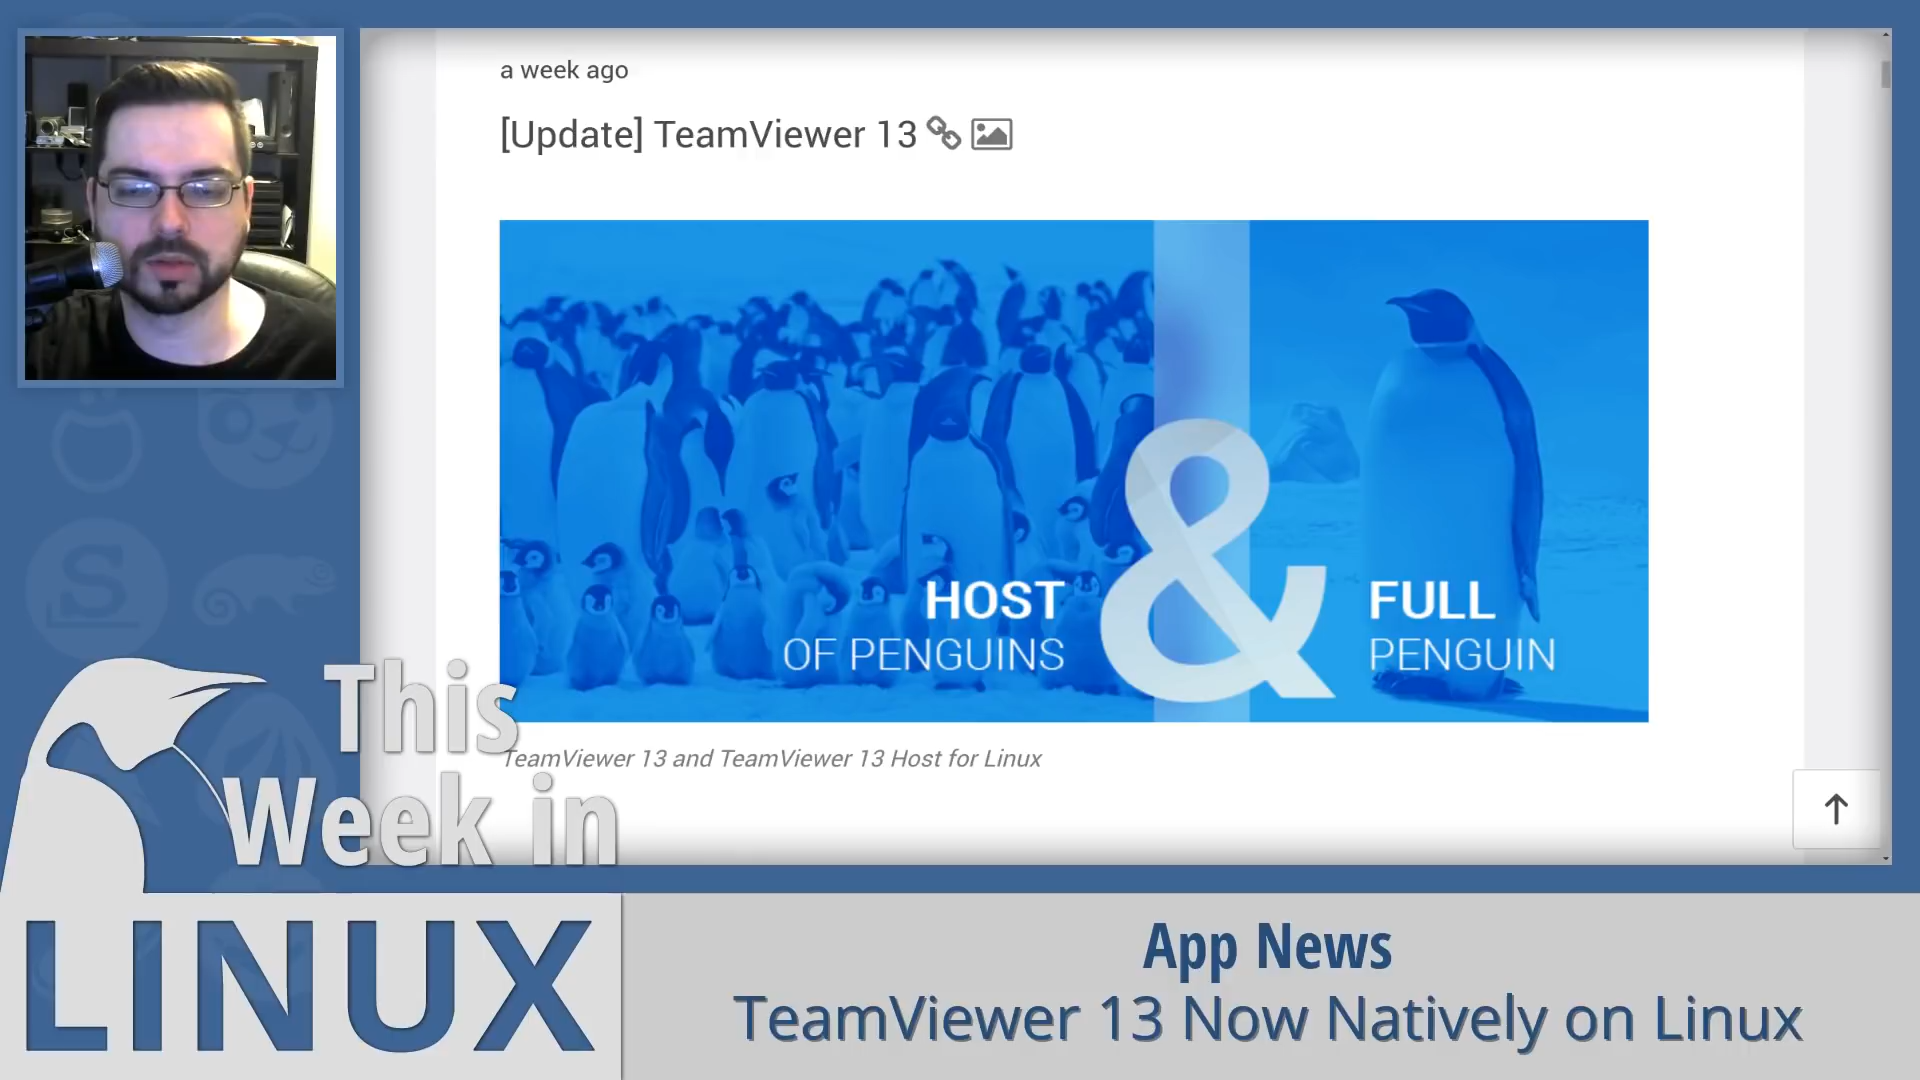 a week ago
[Update] TeamViewer 13
HOST
OF PENGUINS
&
FULL
PENGUIN
TeamViewer 13 and TeamViewer 13 Host for Linux
This
Week in
LINUX
App News
TeamViewer 13 Now Natively on Linux
S